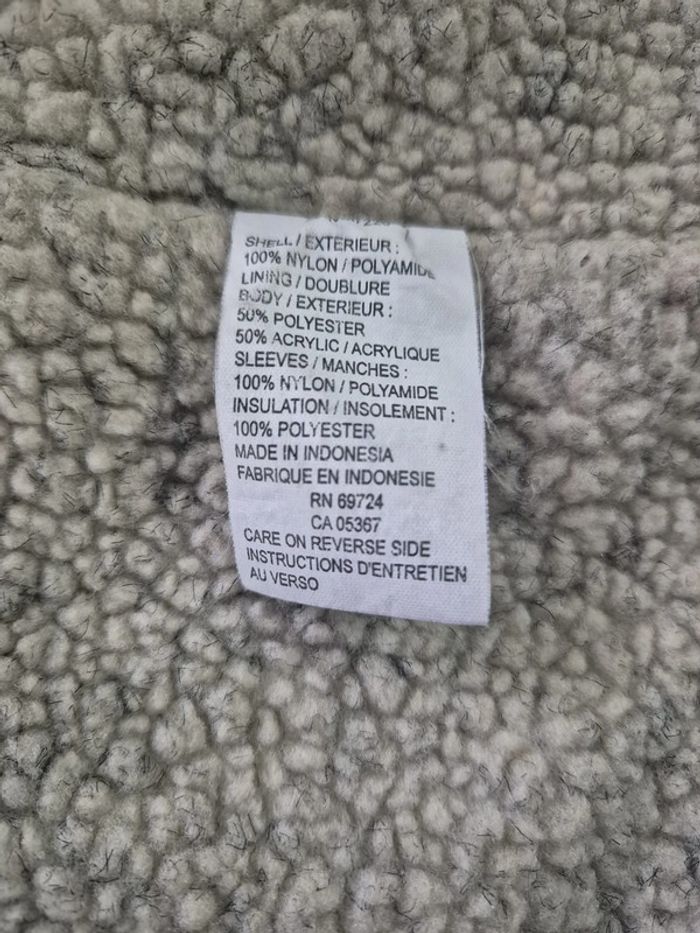 SHELL / EXTERIEUR :
100% NYLON / POLYAMIDE
LINING / DOUBLURE
BODY / EXTERIEUR :
50% POLYESTER
50% ACRYLIC / ACRYLIQUE
SLEEVES / MANCHES :
100% NYLON / POLYAMIDE
INSULATION / INSOLEMENT :
100% POLYESTER
MADE IN INDONESIA
FABRIQUE EN INDONESIE
RN 69724
CA 05367
CARE ON REVERSE SIDE
INSTRUCTIONS D'ENTRETIEN
AU VERSO